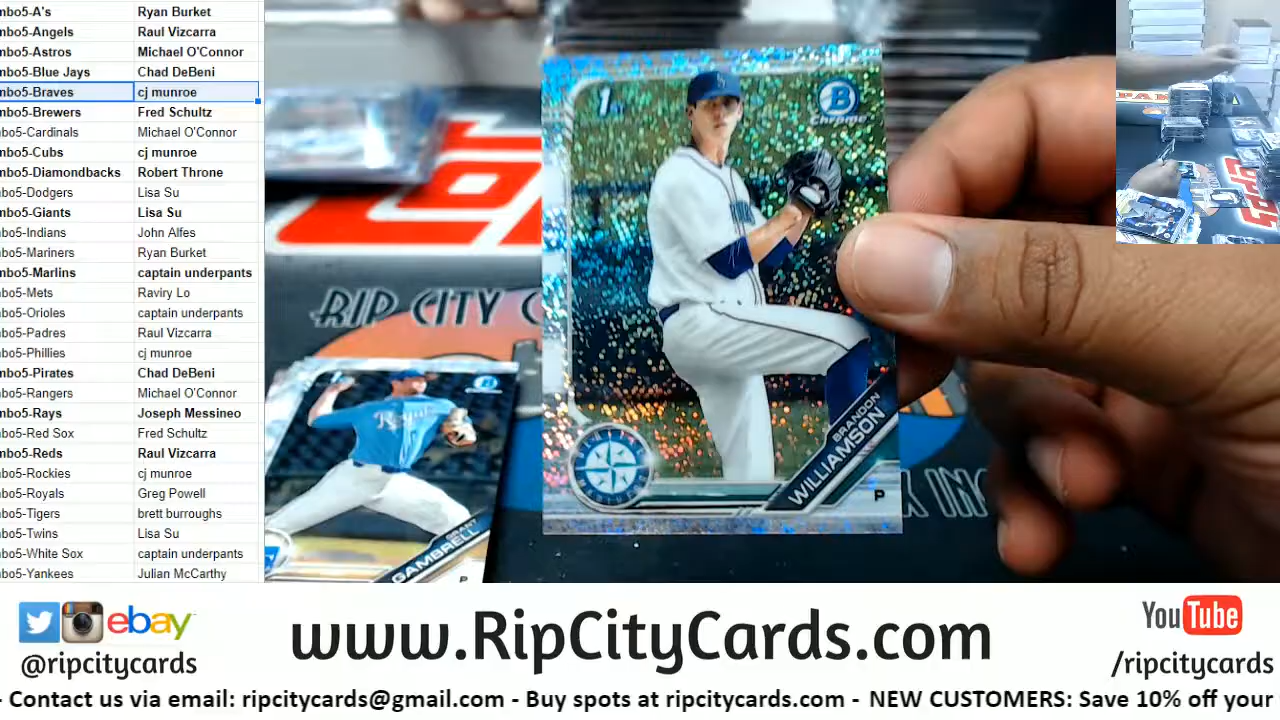 mbo5-A's Ryan Burket
mbo5-Angels Raul Vizcarra
mbo5-Astros Michael O'Connor
mbo5-Blue Jays Chad DeBeni
mbo5-Braves cj munroe
mbo5-Brewers Fred Schultz
mbo5-Cardinals Michael O'Connor
mbo5-Cubs cj munroe
mbo5-Diamondbacks Robert Throne
mbo5-Dodgers Lisa Su
mbo5-Giants Lisa Su
mbo5-Indians John Alfes
mbo5-Mariners Ryan Burket
mbo5-Marlins captain underpants
mbo5-Mets Raviry Lo
mbo5-Orioles captain underpants
mbo5-Padres Raul Vizcarra
mbo5-Phillies cj munroe
mbo5-Pirates Chad DeBeni
mbo5-Rangers Michael O'Connor
mbo5-Rays Joseph Messineo
mbo5-Red Sox Fred Schultz
mbo5-Reds Raul Vizcarra
mbo5-Rockies cj munroe
mbo5-Royals Greg Powell
mbo5-Tigers brett burroughs
mbo5-Twins Lisa Su
mbo5-White Sox captain underpants
mbo5-Yankees Julian McCarthy
1st
B
Chrome
BRANDON
WILLIAMSON
P
RIP CITY
Royals
GRANT
GAMBRELL
P
ebay
@ripcitycards
www.RipCityCards.com
YouTube
/ripcitycards
- Contact us via email: ripcitycards@gmail.com - Buy spots at ripcitycards.com - NEW CUSTOMERS: Save 10% off your